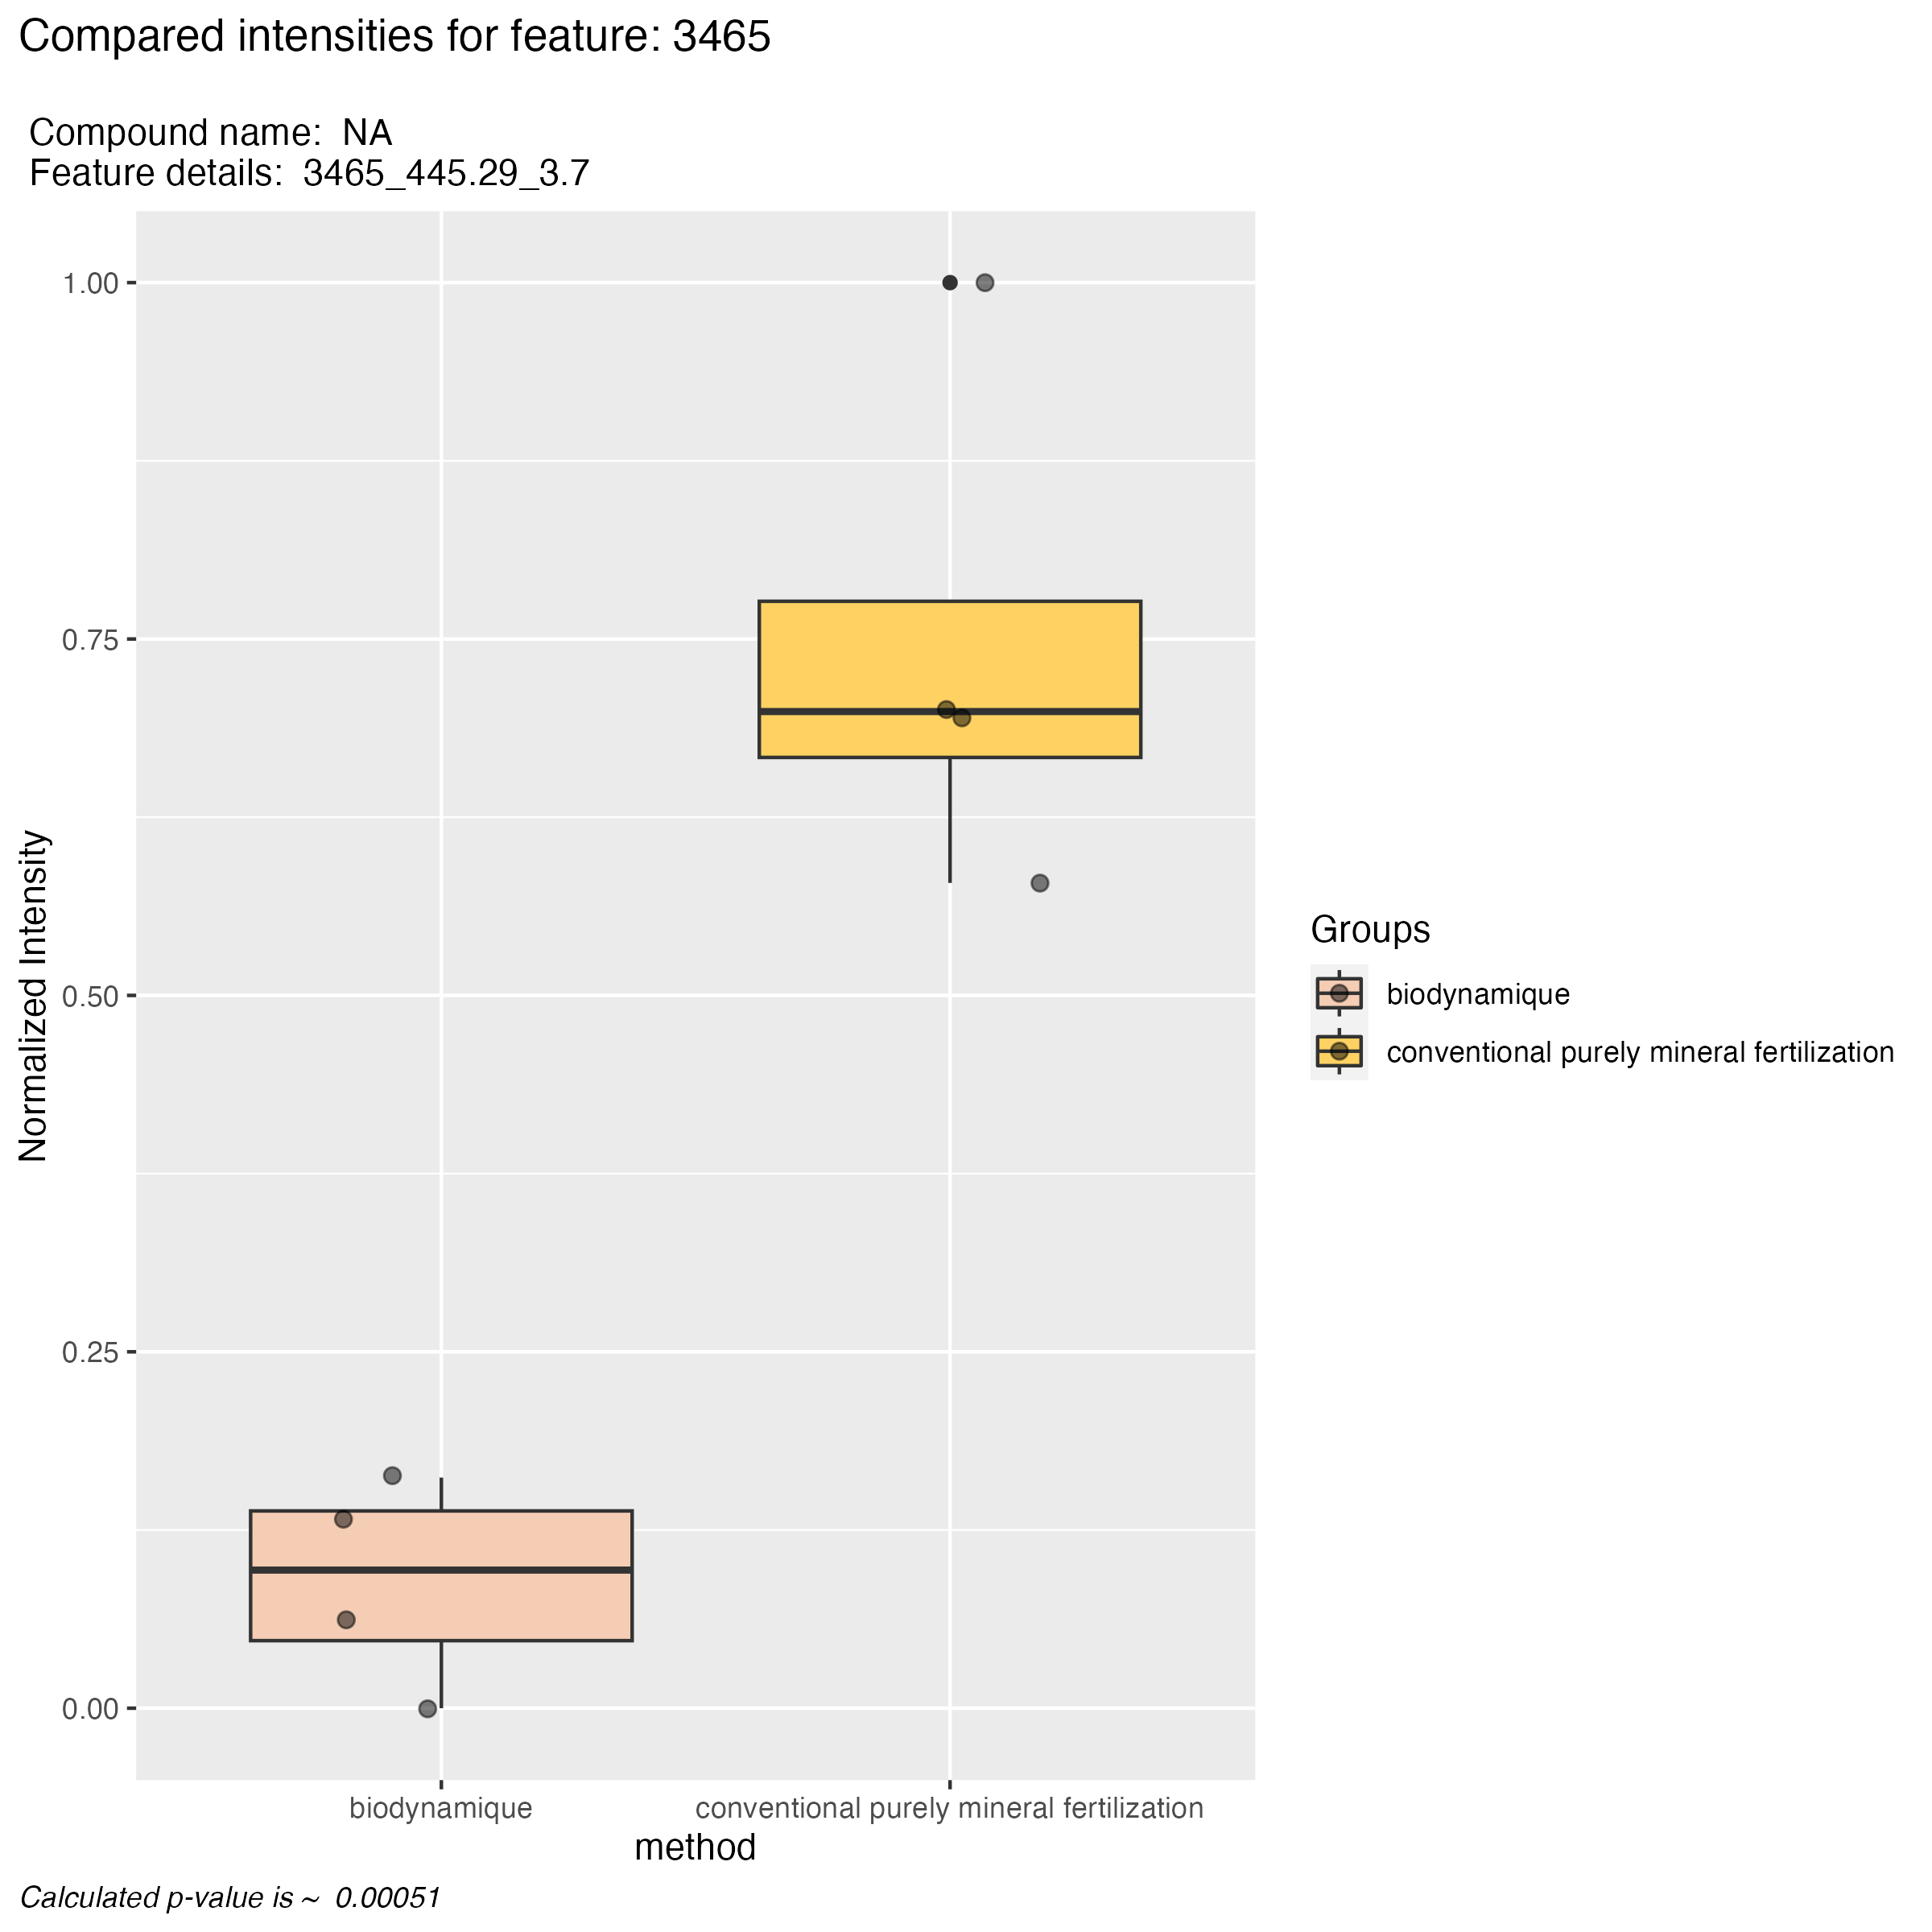 Compared intensities for feature: 3465
Compound name:  NA
Feature details:  3465_445.29_3.7
1.00
0.75
0.50
0.25
0.00
Normalized Intensity
biodynamique
conventional purely mineral fertilization
method
Groups
biodynamique
conventional purely mineral fertilization
Calculated p-value is ~  0.00051